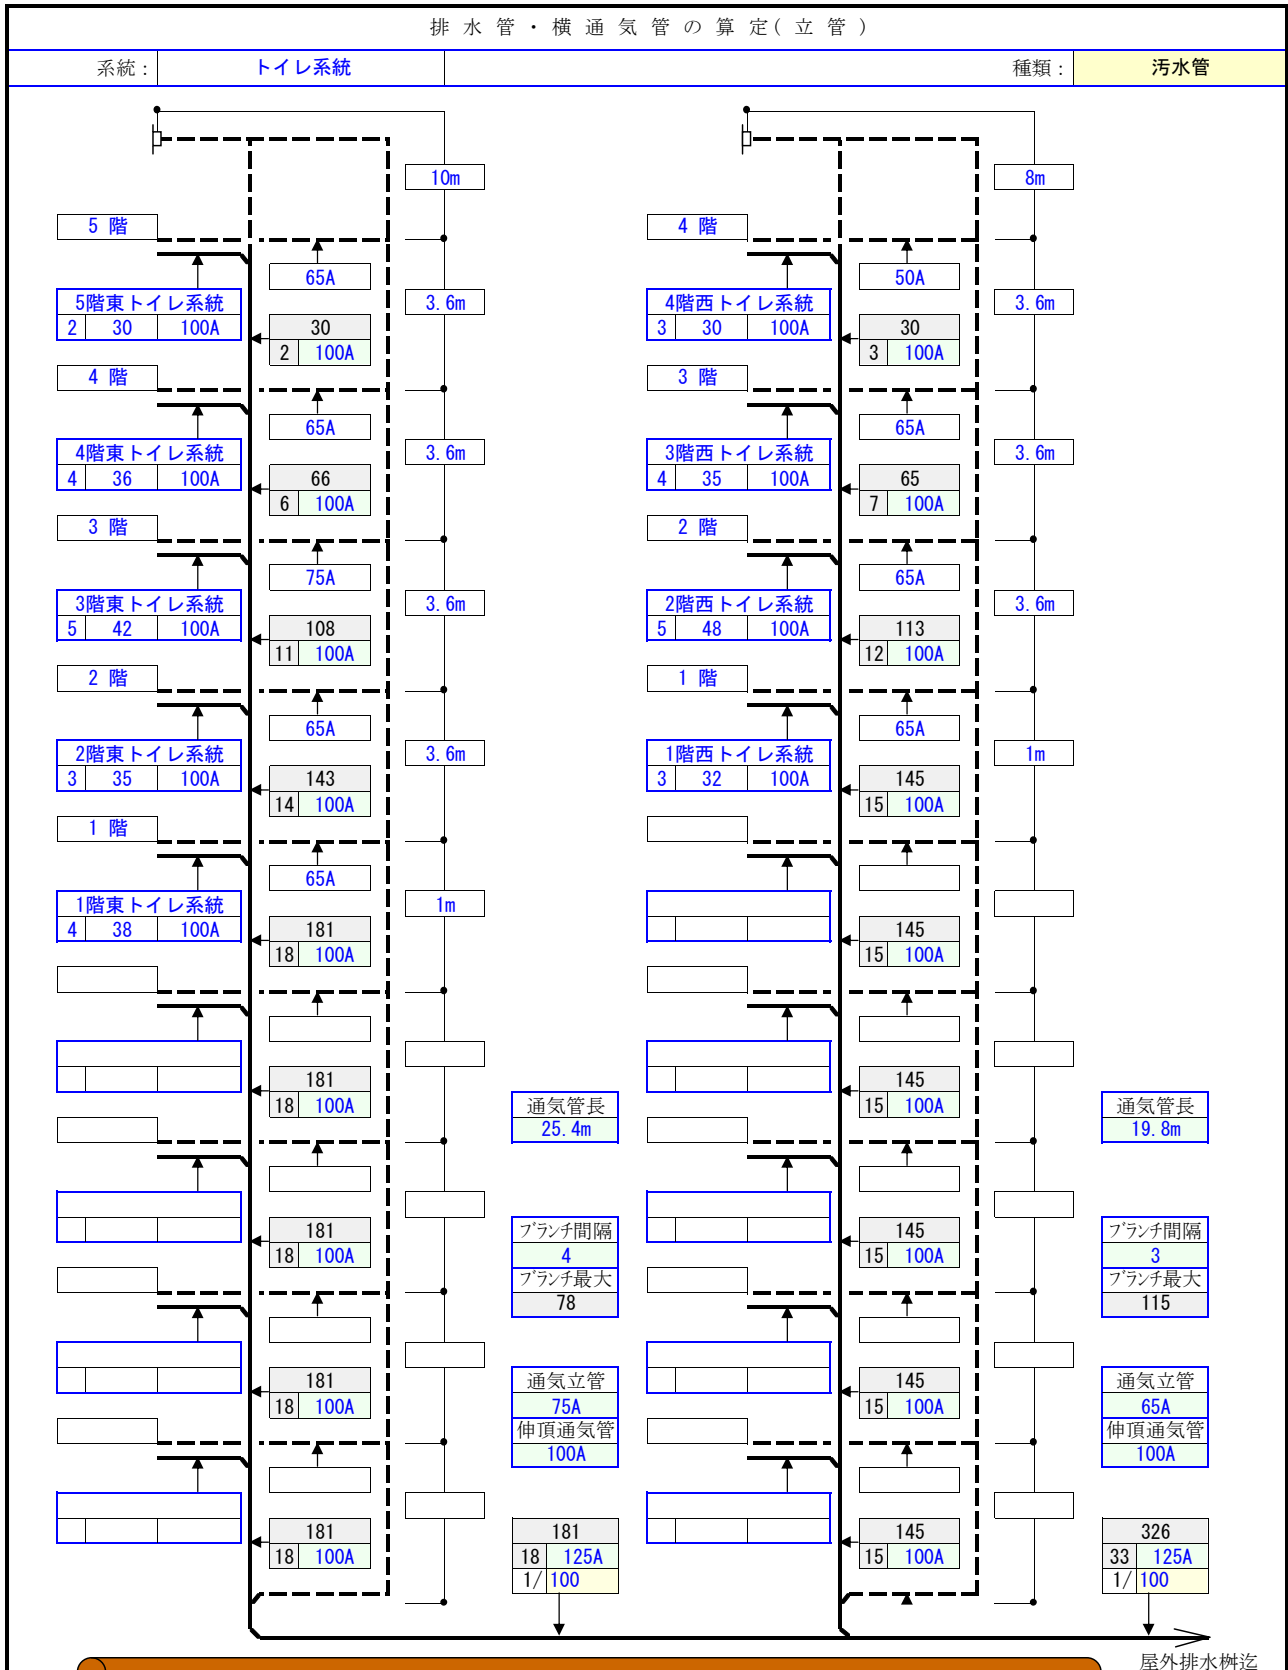 排水管・横通気管の算定(立管)
系統： トイレ系統 種類： 汚水管
10m 8m
5 階 4 階
65A 50A
5階東トイレ系統 3.6m 4階西トイレ系統 3.6m
2 30 100A 30 3 30 100A 30
2 100A 3 100A
4 階 3 階
65A 65A
4階東トイレ系統 3.6m 3階西トイレ系統 3.6m
4 36 100A 66 4 35 100A 65
6 100A 7 100A
3 階 2 階
75A 65A
3階東トイレ系統 3.6m 2階西トイレ系統 3.6m
5 42 100A 108 5 48 100A 113
11 100A 12 100A
2 階 1 階
65A 65A
2階東トイレ系統 3.6m 1階西トイレ系統 1m
3 35 100A 143 3 32 100A 145
14 100A 15 100A
1 階
65A
1階東トイレ系統 1m
4 38 100A 181 145
18 100A 15 100A
181 145
18 100A 通気管長 15 100A 通気管長
25.4m 19.8m
181 ブランチ間隔 145 ブランチ間隔
18 100A 4 15 100A 3
ブランチ最大 ブランチ最大
78 115
181 通気立管 145 通気立管
18 100A 75A 15 100A 65A
伸頂通気管 伸頂通気管
100A 100A
181 181 145 326
18 100A 18 125A 15 100A 33 125A
1/ 100 1/ 100
屋外排水桝迄